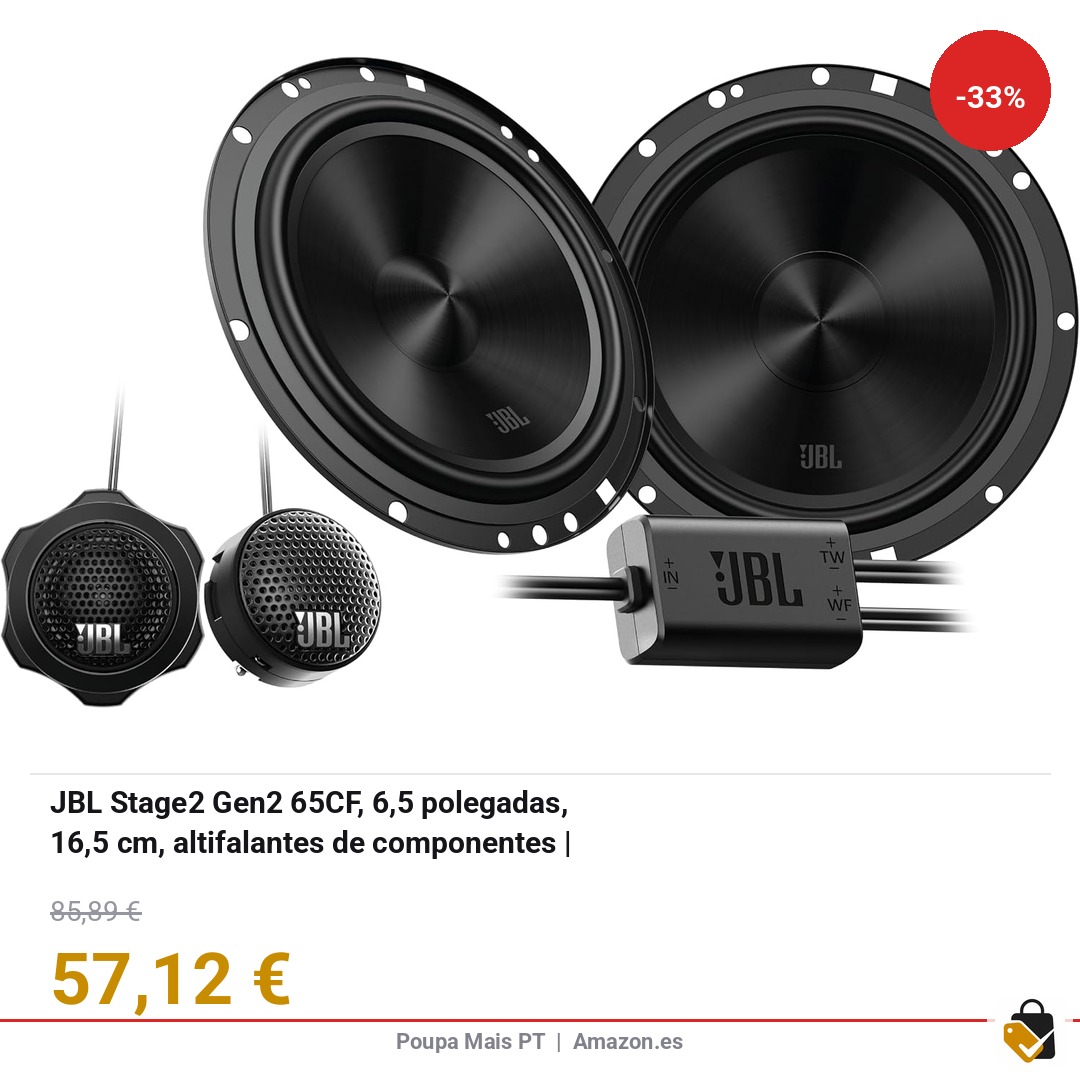 -33%
JBL
JBL
JBL
JBL
+
IN
-
JBL
+
TW
-
+
WF
-
JBL Stage2 Gen2 65CF, 6,5 polegadas,
16,5 cm, altifalantes de componentes |
85,89 €
57,12 €
Poupa Mais PT | Amazon.es